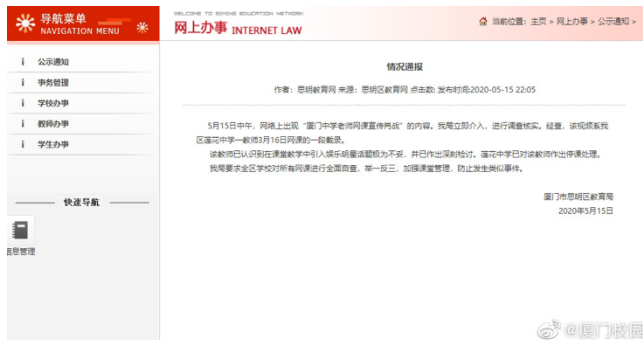 导航菜单
NAVIGATION MENU
WELCOME TO SIMING EDUCATION NETWORK
网上办事 INTERNET LAW
当前位置：主页 > 网上办事 > 公示通知 >
公示通知
事务管理
学校办事
教师办事
学生办事
快速导航
信息管理
情况通报
作者：思明教育网 来源：思明区教育网 点击数: 发布时间:2020-05-15 22:05
5月15日中午，网络上出现“厦门中学老师网课宣传肖战”的内容。我局立即介入，进行调查核实。经查，该视频系我
区莲花中学一教师3月16日网课的一段截录。
该教师已认识到在课堂教学中引入娱乐明星话题极为不妥，并已作出深刻检讨。莲花中学已对该教师作出停课处理。
我局要求全区学校对所有网课进行全面自查，举一反三，加强课堂管理，防止发生类似事件。
厦门市思明区教育局
2020年5月15日
@厦门校园